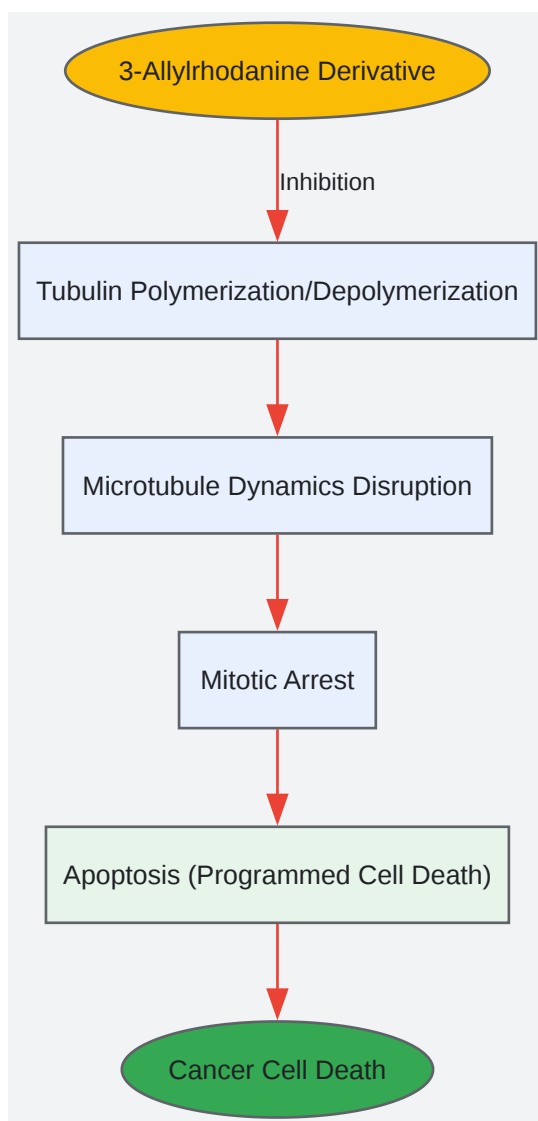 3-Allylrhodanine Derivative
Inhibition
Tubulin Polymerization/Depolymerization
Microtubule Dynamics Disruption
Mitotic Arrest
Apoptosis (Programmed Cell Death)
Cancer Cell Death